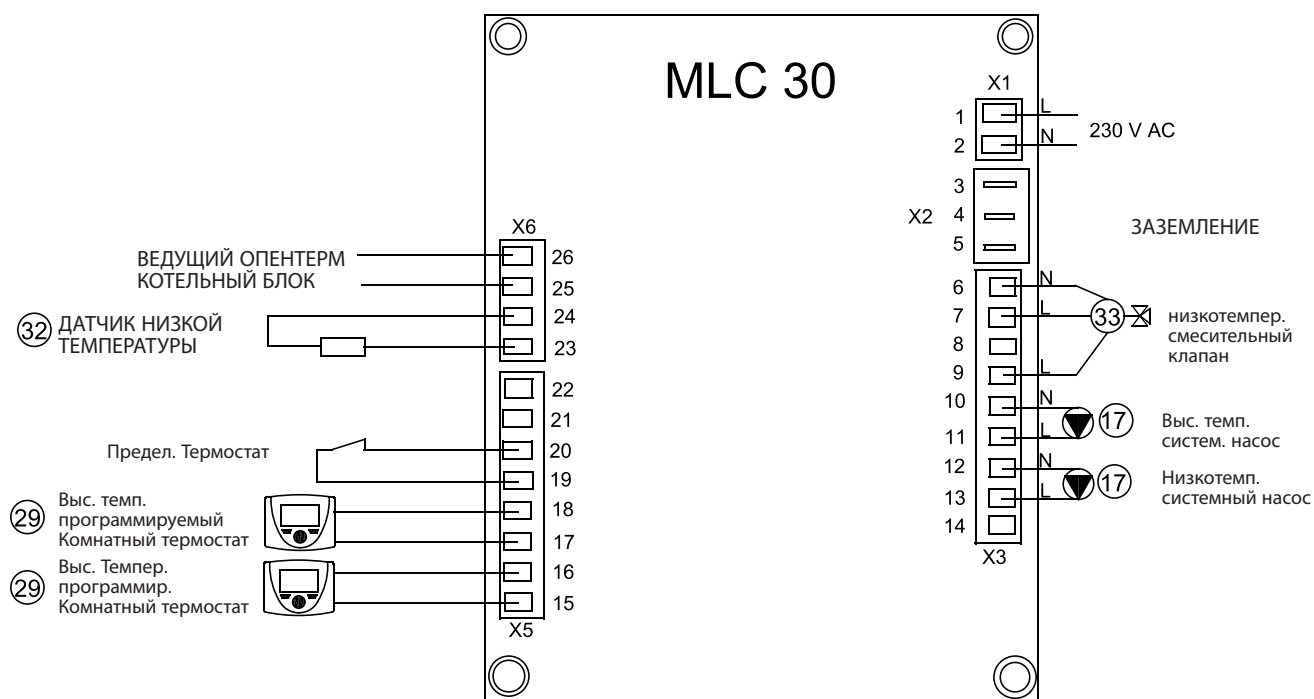 MLC 30
X1
1
L
230 V AC
2
N
3
X2
4
5
ЗАЗЕМЛЕНИЕ
6
N
7
L
33
низкотемпер.
смесительный
клапан
8
9
L
10
N
17
Выс. темп.
систем. насос
11
L
12
N
17
Низкотемп.
системный насос
13
L
14
X3
X6
ВЕДУЩИЙ ОПЕНТЕРМ
КОТЕЛЬНЫЙ БЛОК
26
25
32
ДАТЧИК НИЗКОЙ
ТЕМПЕРАТУРЫ
24
23
22
21
Предел. Термостат
20
19
29
Выс. темп.
программируемый
Комнатный термостат
18
17
29
Выс. Темпер.
программир.
Комнатный термостат
16
15
X5